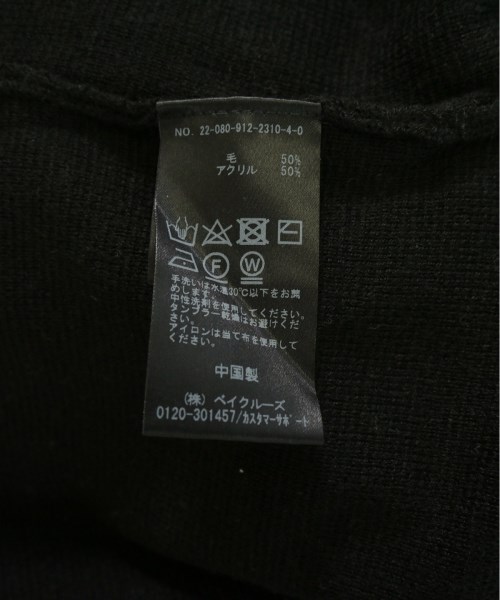 NO. 22-080-912-2310-4-0
毛 50%
アクリル 50%
F W
手洗いは水温30℃以下をお薦
めします。
中性洗剤を使用してください。
タンブラー乾燥はお避けくだ
さい。
アイロンは当て布を使用して
ください。
中国製
(株) ベイクルーズ
0120-301457/カスタマーサポート